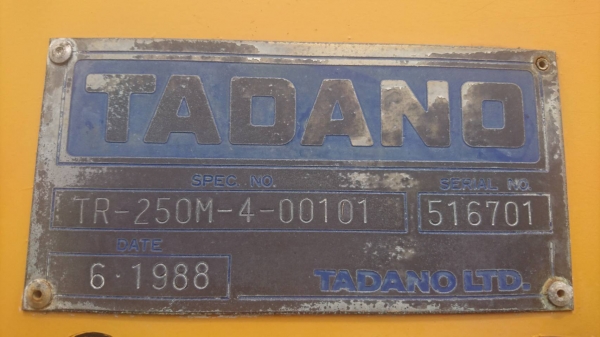 TADANO
SPEC. NO. SERIAL NO.
TR-250M-4-00101 516701
DATE
6·1988 TADANO LTD.